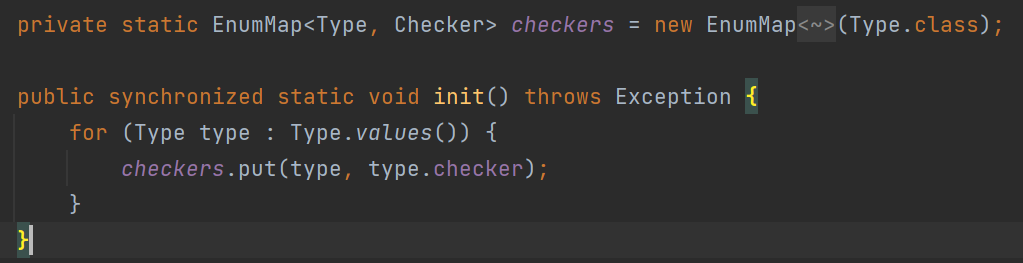 private static EnumMap<Type, Checker> checkers = new EnumMap<~>(Type.class);
public synchronized static void init() throws Exception {
for (Type type : Type.values()) {
checkers.put(type, type.checker);
}
}